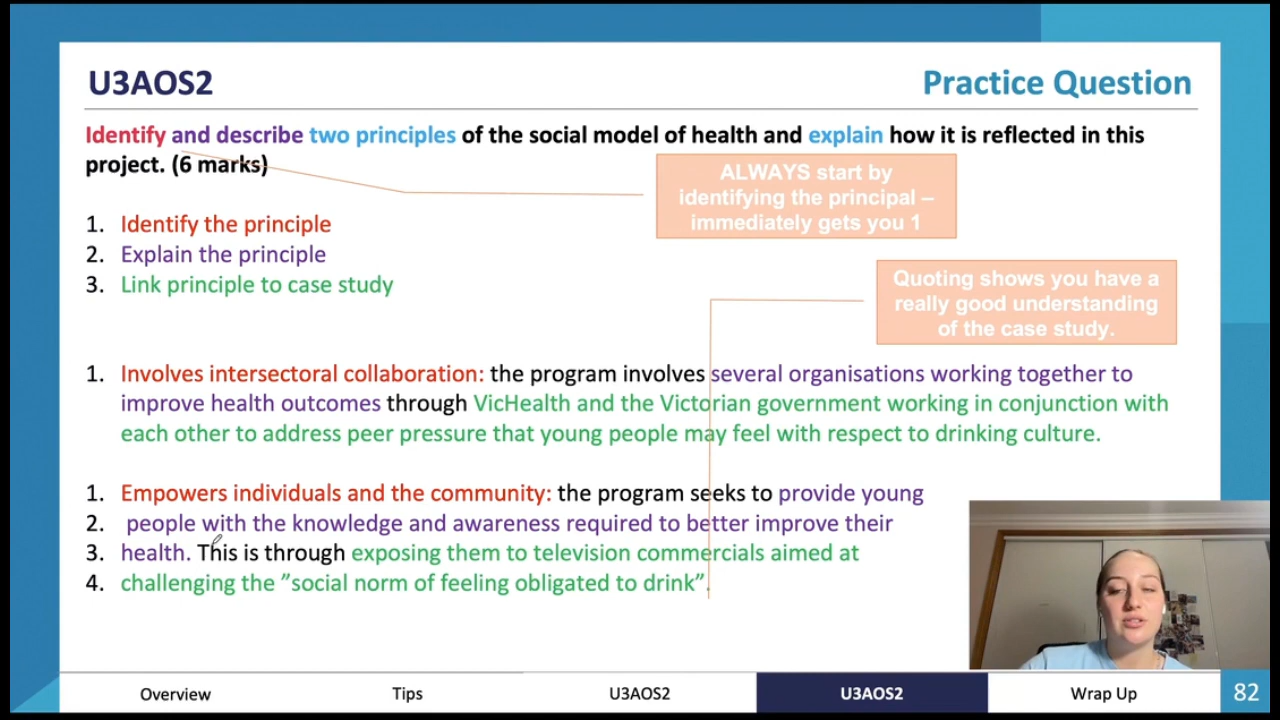 U3AOS2
Practice Question
Identify and describe two principles of the social model of health and explain how it is reflected in this
project. (6 marks)
ALWAYS start by
identifying the principal –
immediately gets you 1
1. Identify the principle
2. Explain the principle
3. Link principle to case study
Quoting shows you have a
really good understanding
of the case study.
1. Involves intersectoral collaboration: the program involves several organisations working together to
improve health outcomes through VicHealth and the Victorian government working in conjunction with
each other to address peer pressure that young people may feel with respect to drinking culture.
1. Empowers individuals and the community: the program seeks to provide young
2. people with the knowledge and awareness required to better improve their
3. health. This is through exposing them to television commercials aimed at
4. challenging the ”social norm of feeling obligated to drink”.
Overview
Tips
U3AOS2
U3AOS2
Wrap Up
82